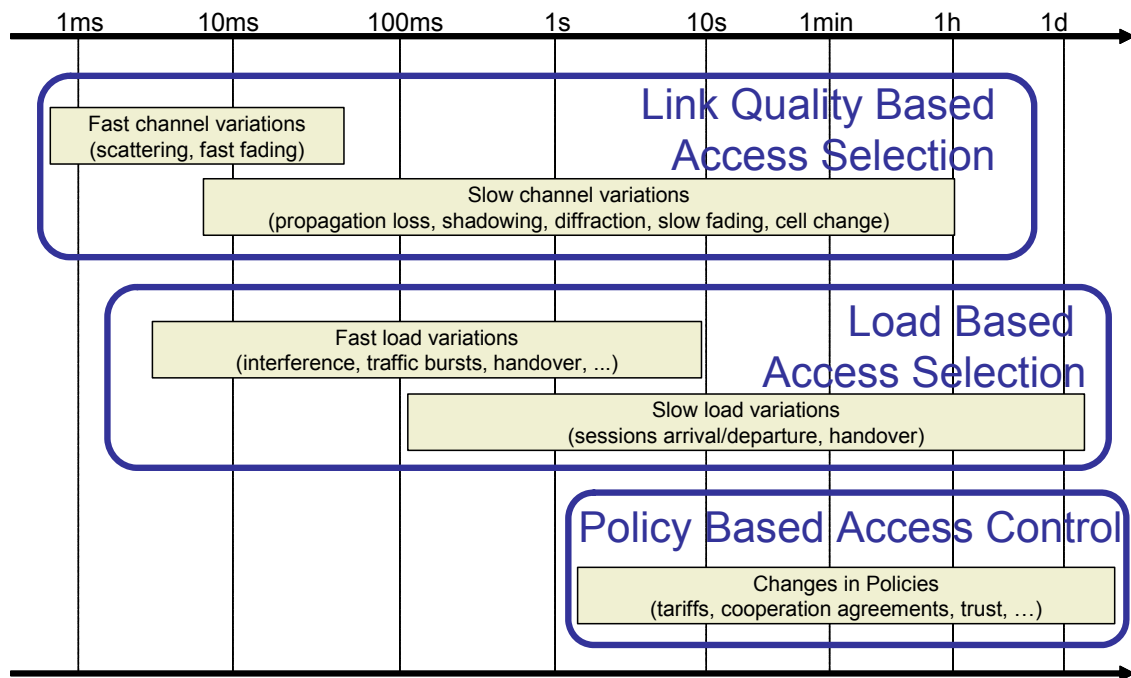 1ms 10ms 100ms 1s 10s 1min 1h 1d
Link Quality Based
Access Selection
Fast channel variations
(scattering, fast fading)
Slow channel variations
(propagation loss, shadowing, diffraction, slow fading, cell change)
Load Based
Access Selection
Fast load variations
(interference, traffic bursts, handover, ...)
Slow load variations
(sessions arrival/departure, handover)
Policy Based Access Control
Changes in Policies
(tariffs, cooperation agreements, trust, …)